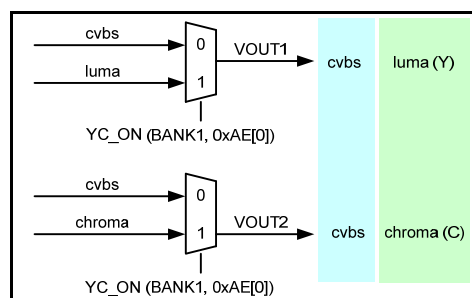 cvbs
0
VOUT1
cvbs
luma (Y)
luma
1
YC_ON (BANK1, 0xAE[0])
cvbs
0
VOUT2
cvbs
chroma (C)
chroma
1
YC_ON (BANK1, 0xAE[0])